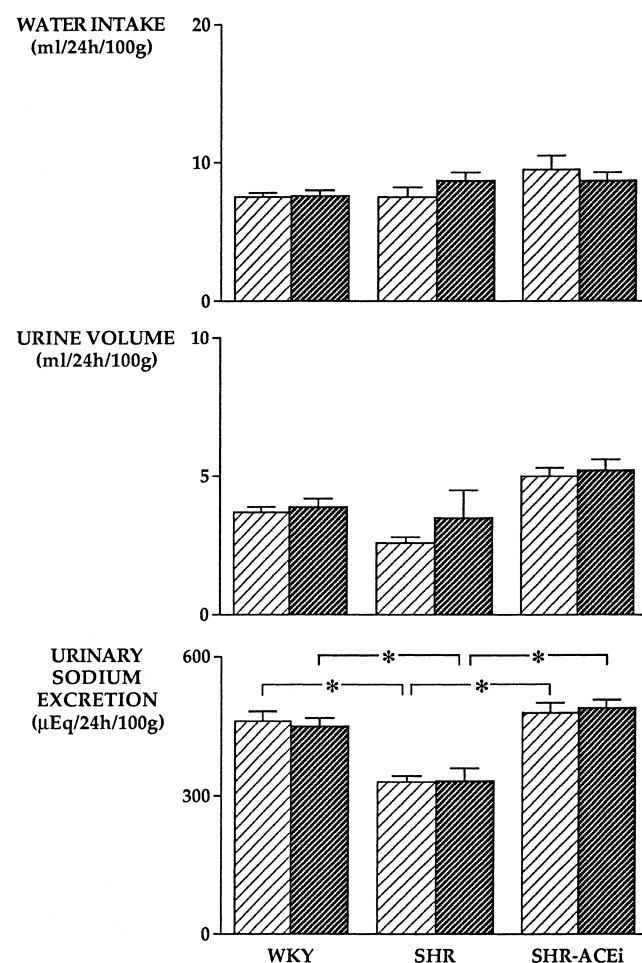 WATER INTAKE
(ml/24h/100g)
20
10
0
URINE VOLUME
(ml/24h/100g)
10
5
0
URINARY
SODIUM
EXCRETION
(μEq/24h/100g)
600
300
0
* *
* *
WKY SHR SHR-ACEi